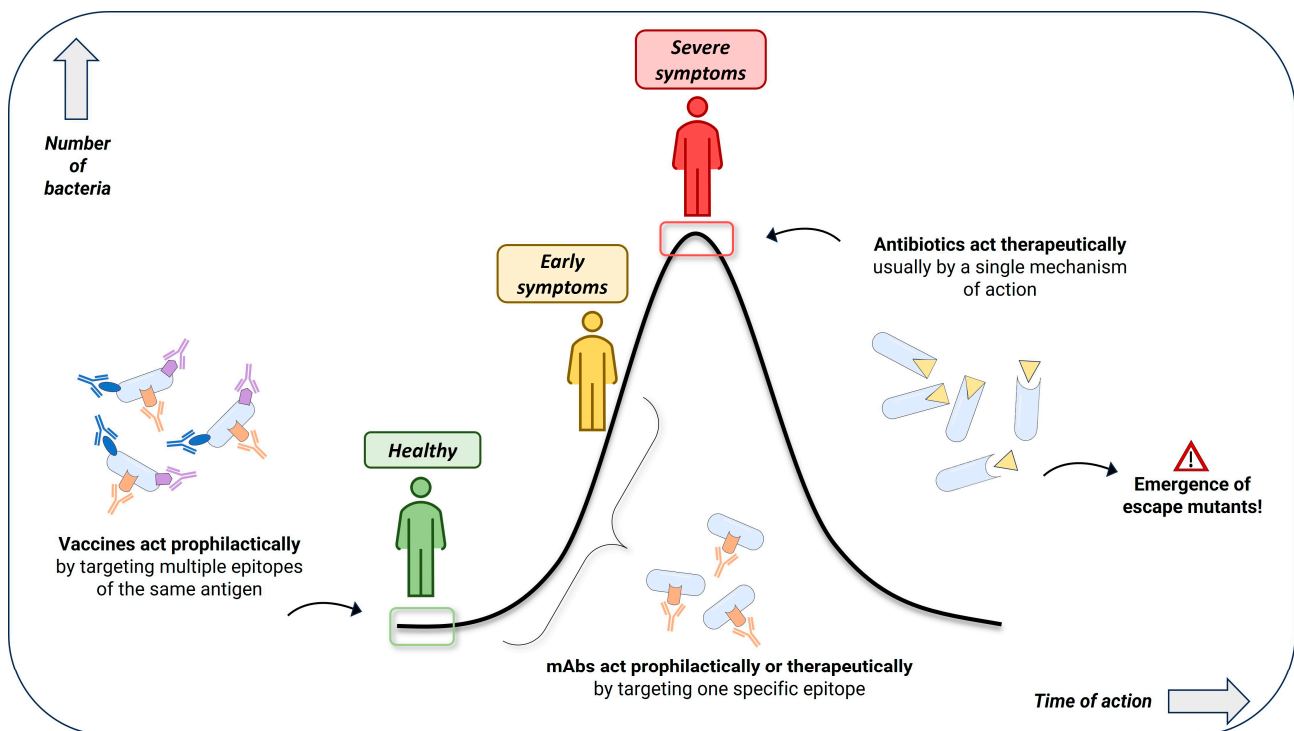 Severe
symptoms
Number
of
bacteria
Antibiotics act therapeutically
usually by a single mechanism
of action
Early
symptoms
Healthy
Emergence of
escape mutants!
Vaccines act prophilactically
by targeting multiple epitopes
of the same antigen
mAbs act prophilactically or therapeutically
by targeting one specific epitope
Time of action